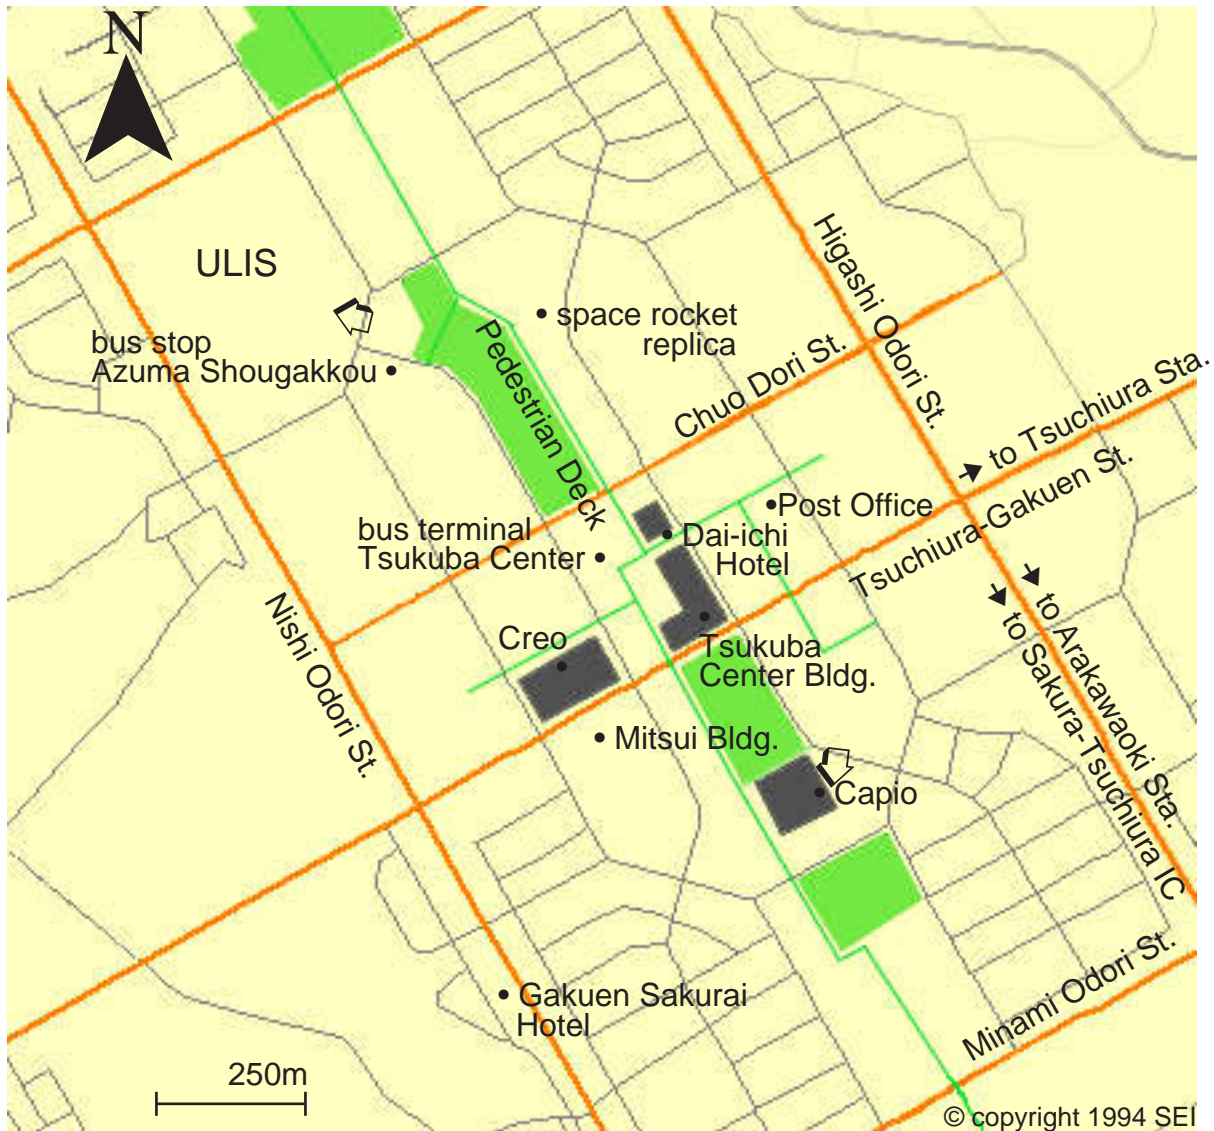 N
ULIS
bus stop
Azuma Shougakkou
space rocket
replica
Pedestrian Deck
Higashi Odori St.
Chuo Dori St.
to Tsuchiura Sta.
Tsuchiura-Gakuen St.
Post Office
bus terminal
Tsukuba Center
Dai-ichi
Hotel
Nishi Odori St.
Creo
Tsukuba
Center Bldg.
to Arakawaoki Sta.
to Sakura-Tsuchiura IC
Mitsui Bldg.
Capio
Gakuen Sakurai
Hotel
Minami Odori St.
250m
© copyright 1994 SEI